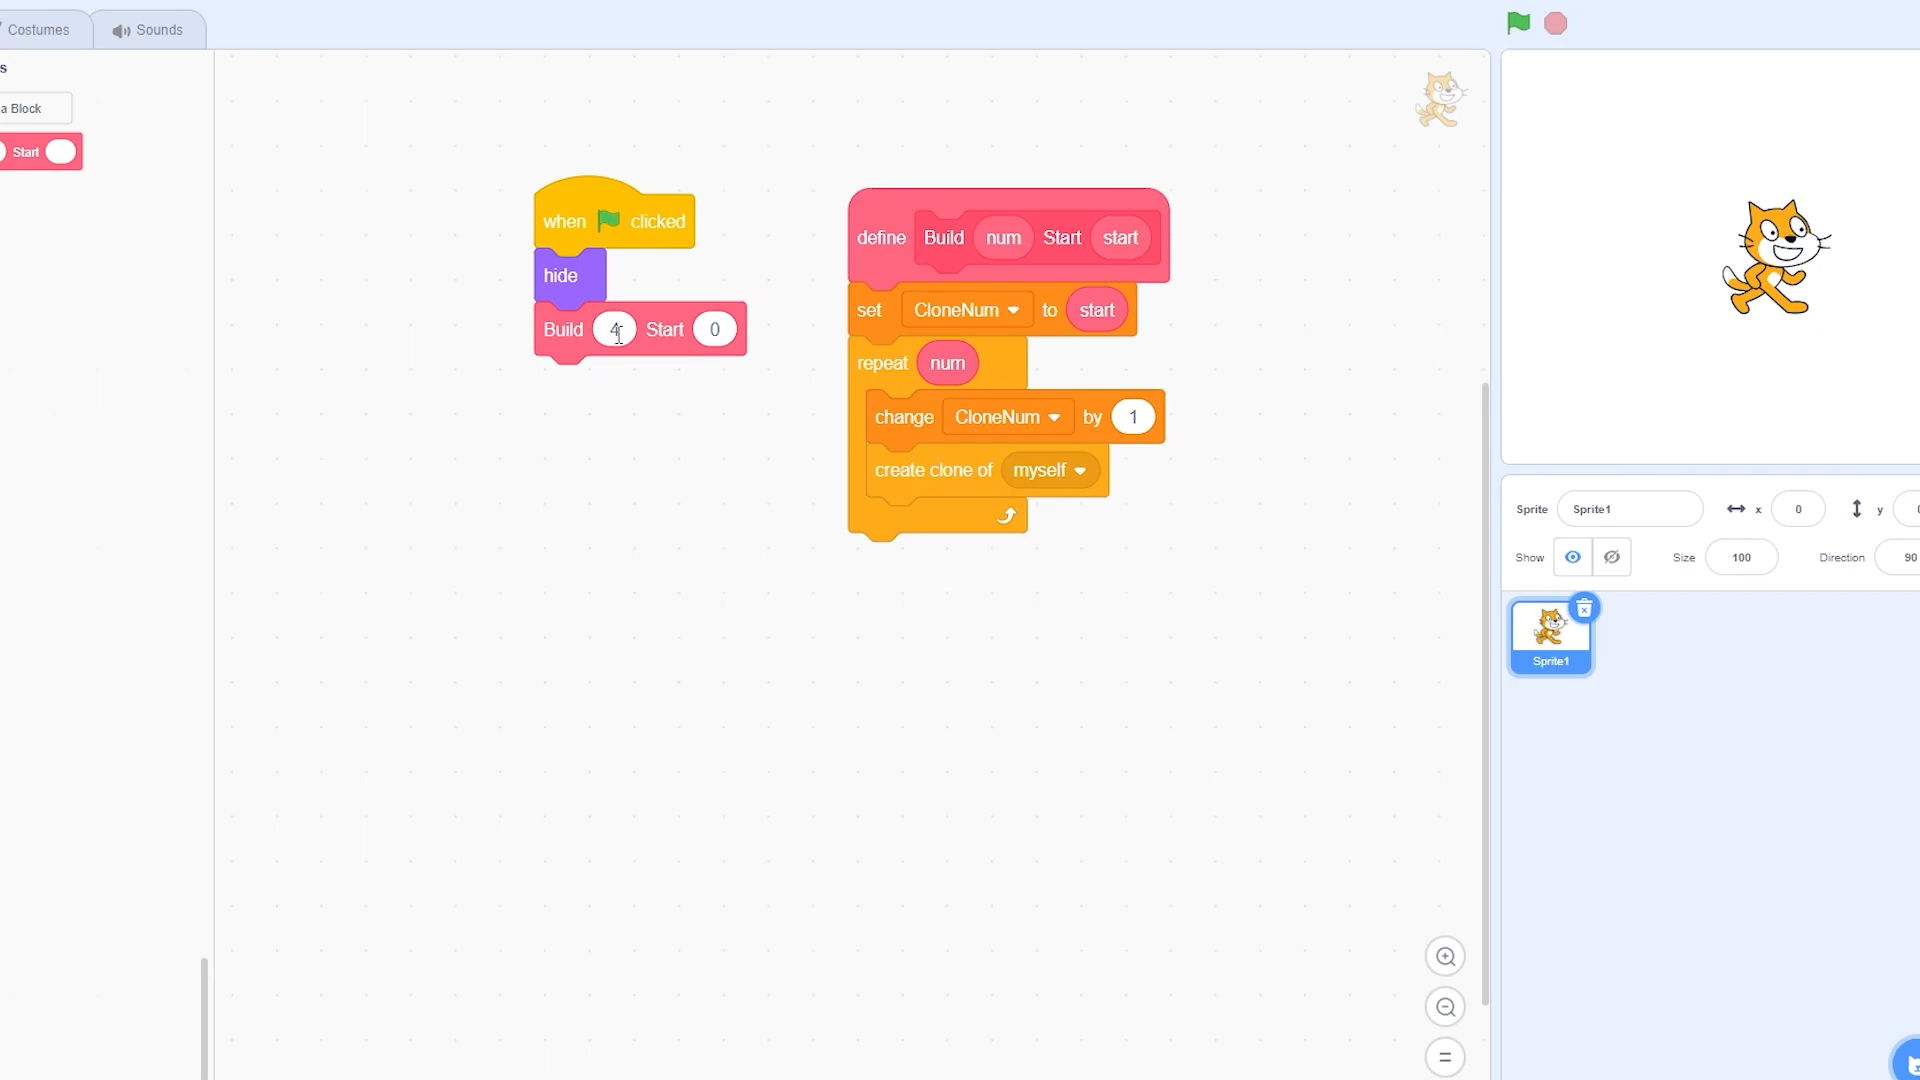 Costumes
Sounds
s
a Block
Start
when clicked
hide
Build 4 Start 0
define Build num Start start
set CloneNum to start
repeat num
change CloneNum by 1
create clone of myself
Sprite Sprite1 x 0 y 0
Show Size 100 Direction 90
Sprite1